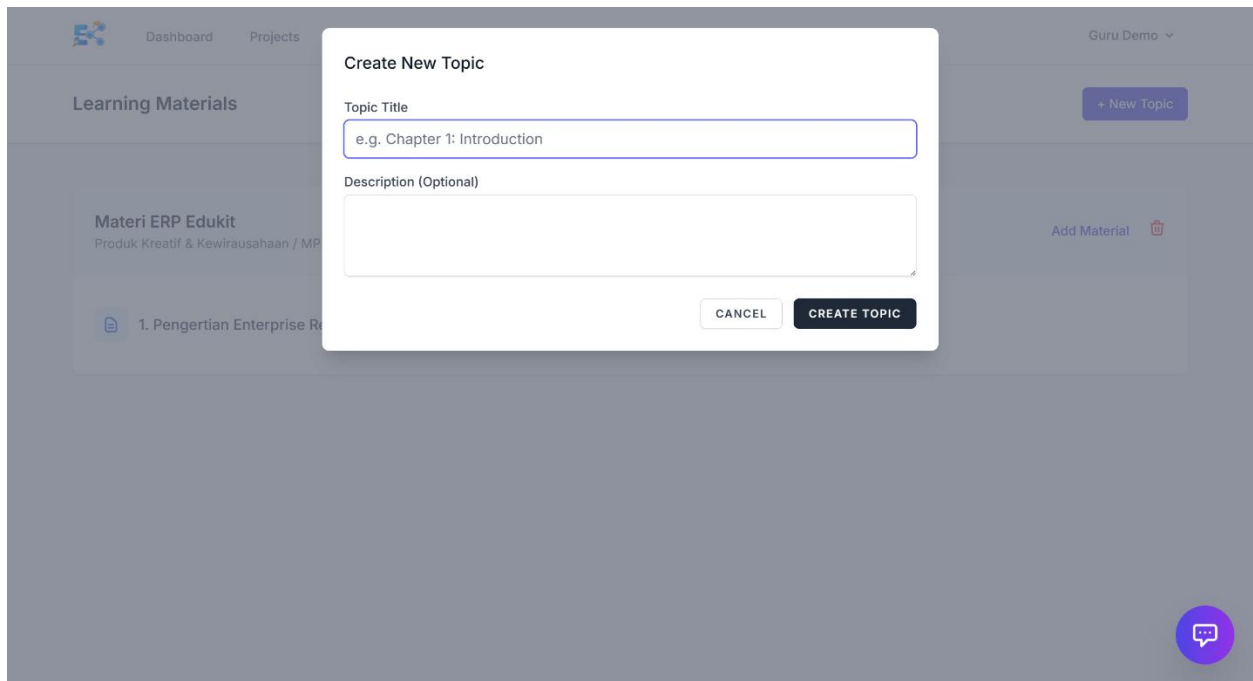 Dashboard Projects
Guru Demo
Create New Topic
Learning Materials
+ New Topic
Topic Title
e.g. Chapter 1: Introduction
Description (Optional)
Materi ERP Edukit
Produk Kreatif & Kewirausahaan / MP
Add Material
1. Pengertian Enterprise
CANCEL CREATE TOPIC